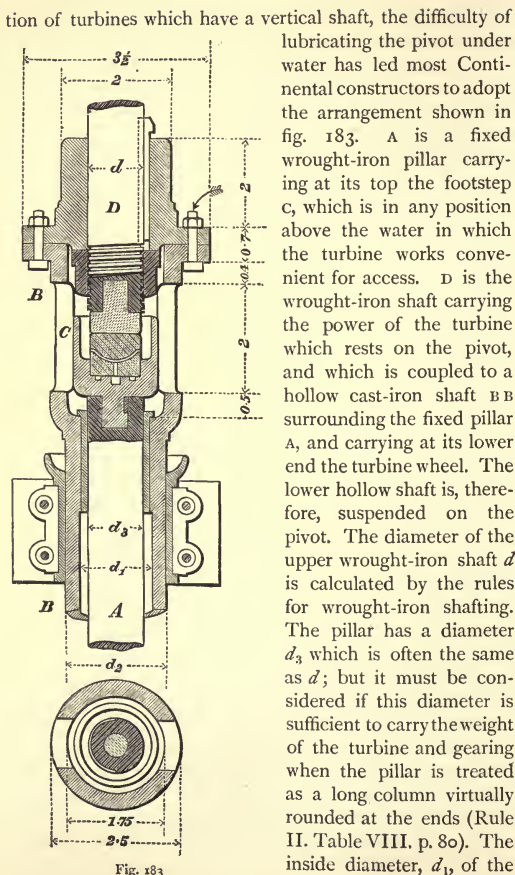 tion of turbines which have a vertical shaft, the difficulty of
lubricating the pivot under
water has led most Conti-
nental constructors to adopt
the arrangement shown in
fig. 183. A is a fixed
wrought-iron pillar carry-
ing at its top the footstep
C, which is in any position
above the water in which
the turbine works conve-
nient for access. D is the
wrought-iron shaft carrying
the power of the turbine
which rests on the pivot,
and which is coupled to a
hollow cast-iron shaft B B
surrounding the fixed pillar
A, and carrying at its lower
end the turbine wheel. The
lower hollow shaft is, there-
fore, suspended on the
pivot. The diameter of the
upper wrought-iron shaft d
is calculated by the rules
for wrought-iron shafting.
The pillar has a diameter
d₃ which is often the same
as d; but it must be con-
sidered if this diameter is
sufficient to carry the weight
of the turbine and gearing
when the pillar is treated
as a long column virtually
rounded at the ends (Rule
II. Table VIII. p. 80). The
inside diameter, d₁, of the
3½
2
d
D
2
0.7
0.4
B
C
2
0.5
d₃
d₁
B
A
d₂
1.75
2.5
Fig. 183